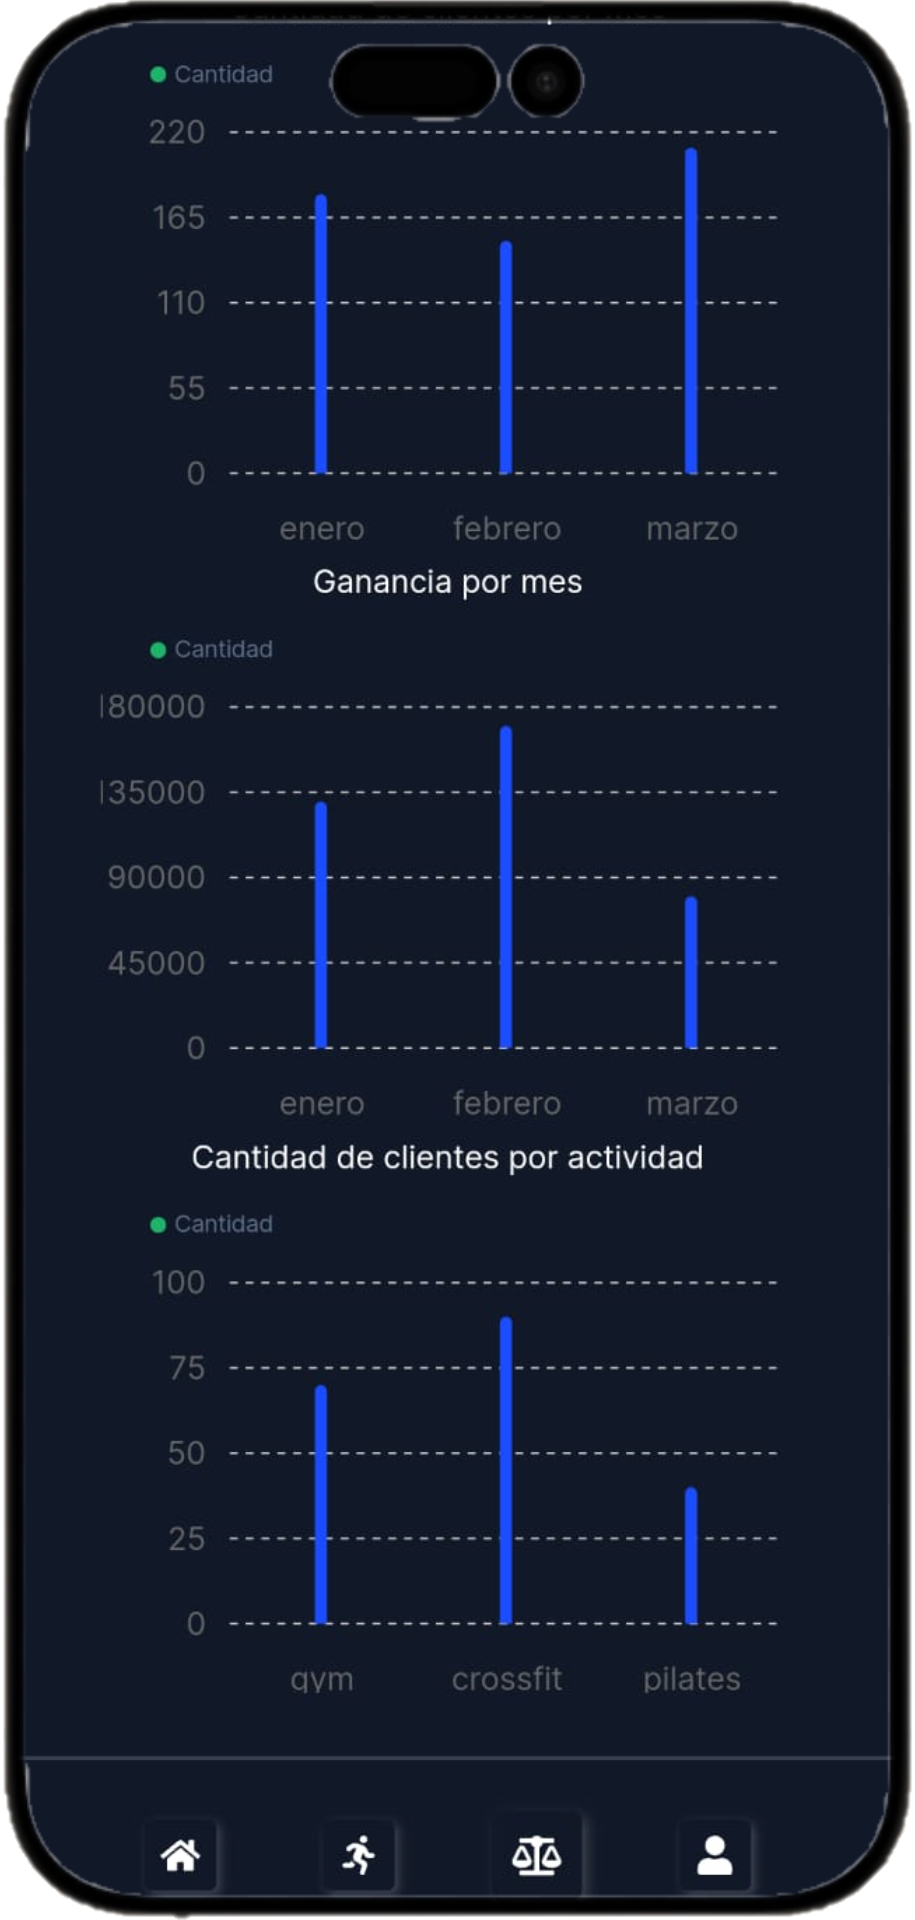 Cantidad
220
165
110
55
0
enero febrero marzo
Ganancia por mes
Cantidad
180000
135000
90000
45000
0
enero febrero marzo
Cantidad de clientes por actividad
Cantidad
100
75
50
25
0
gym crossfit pilates